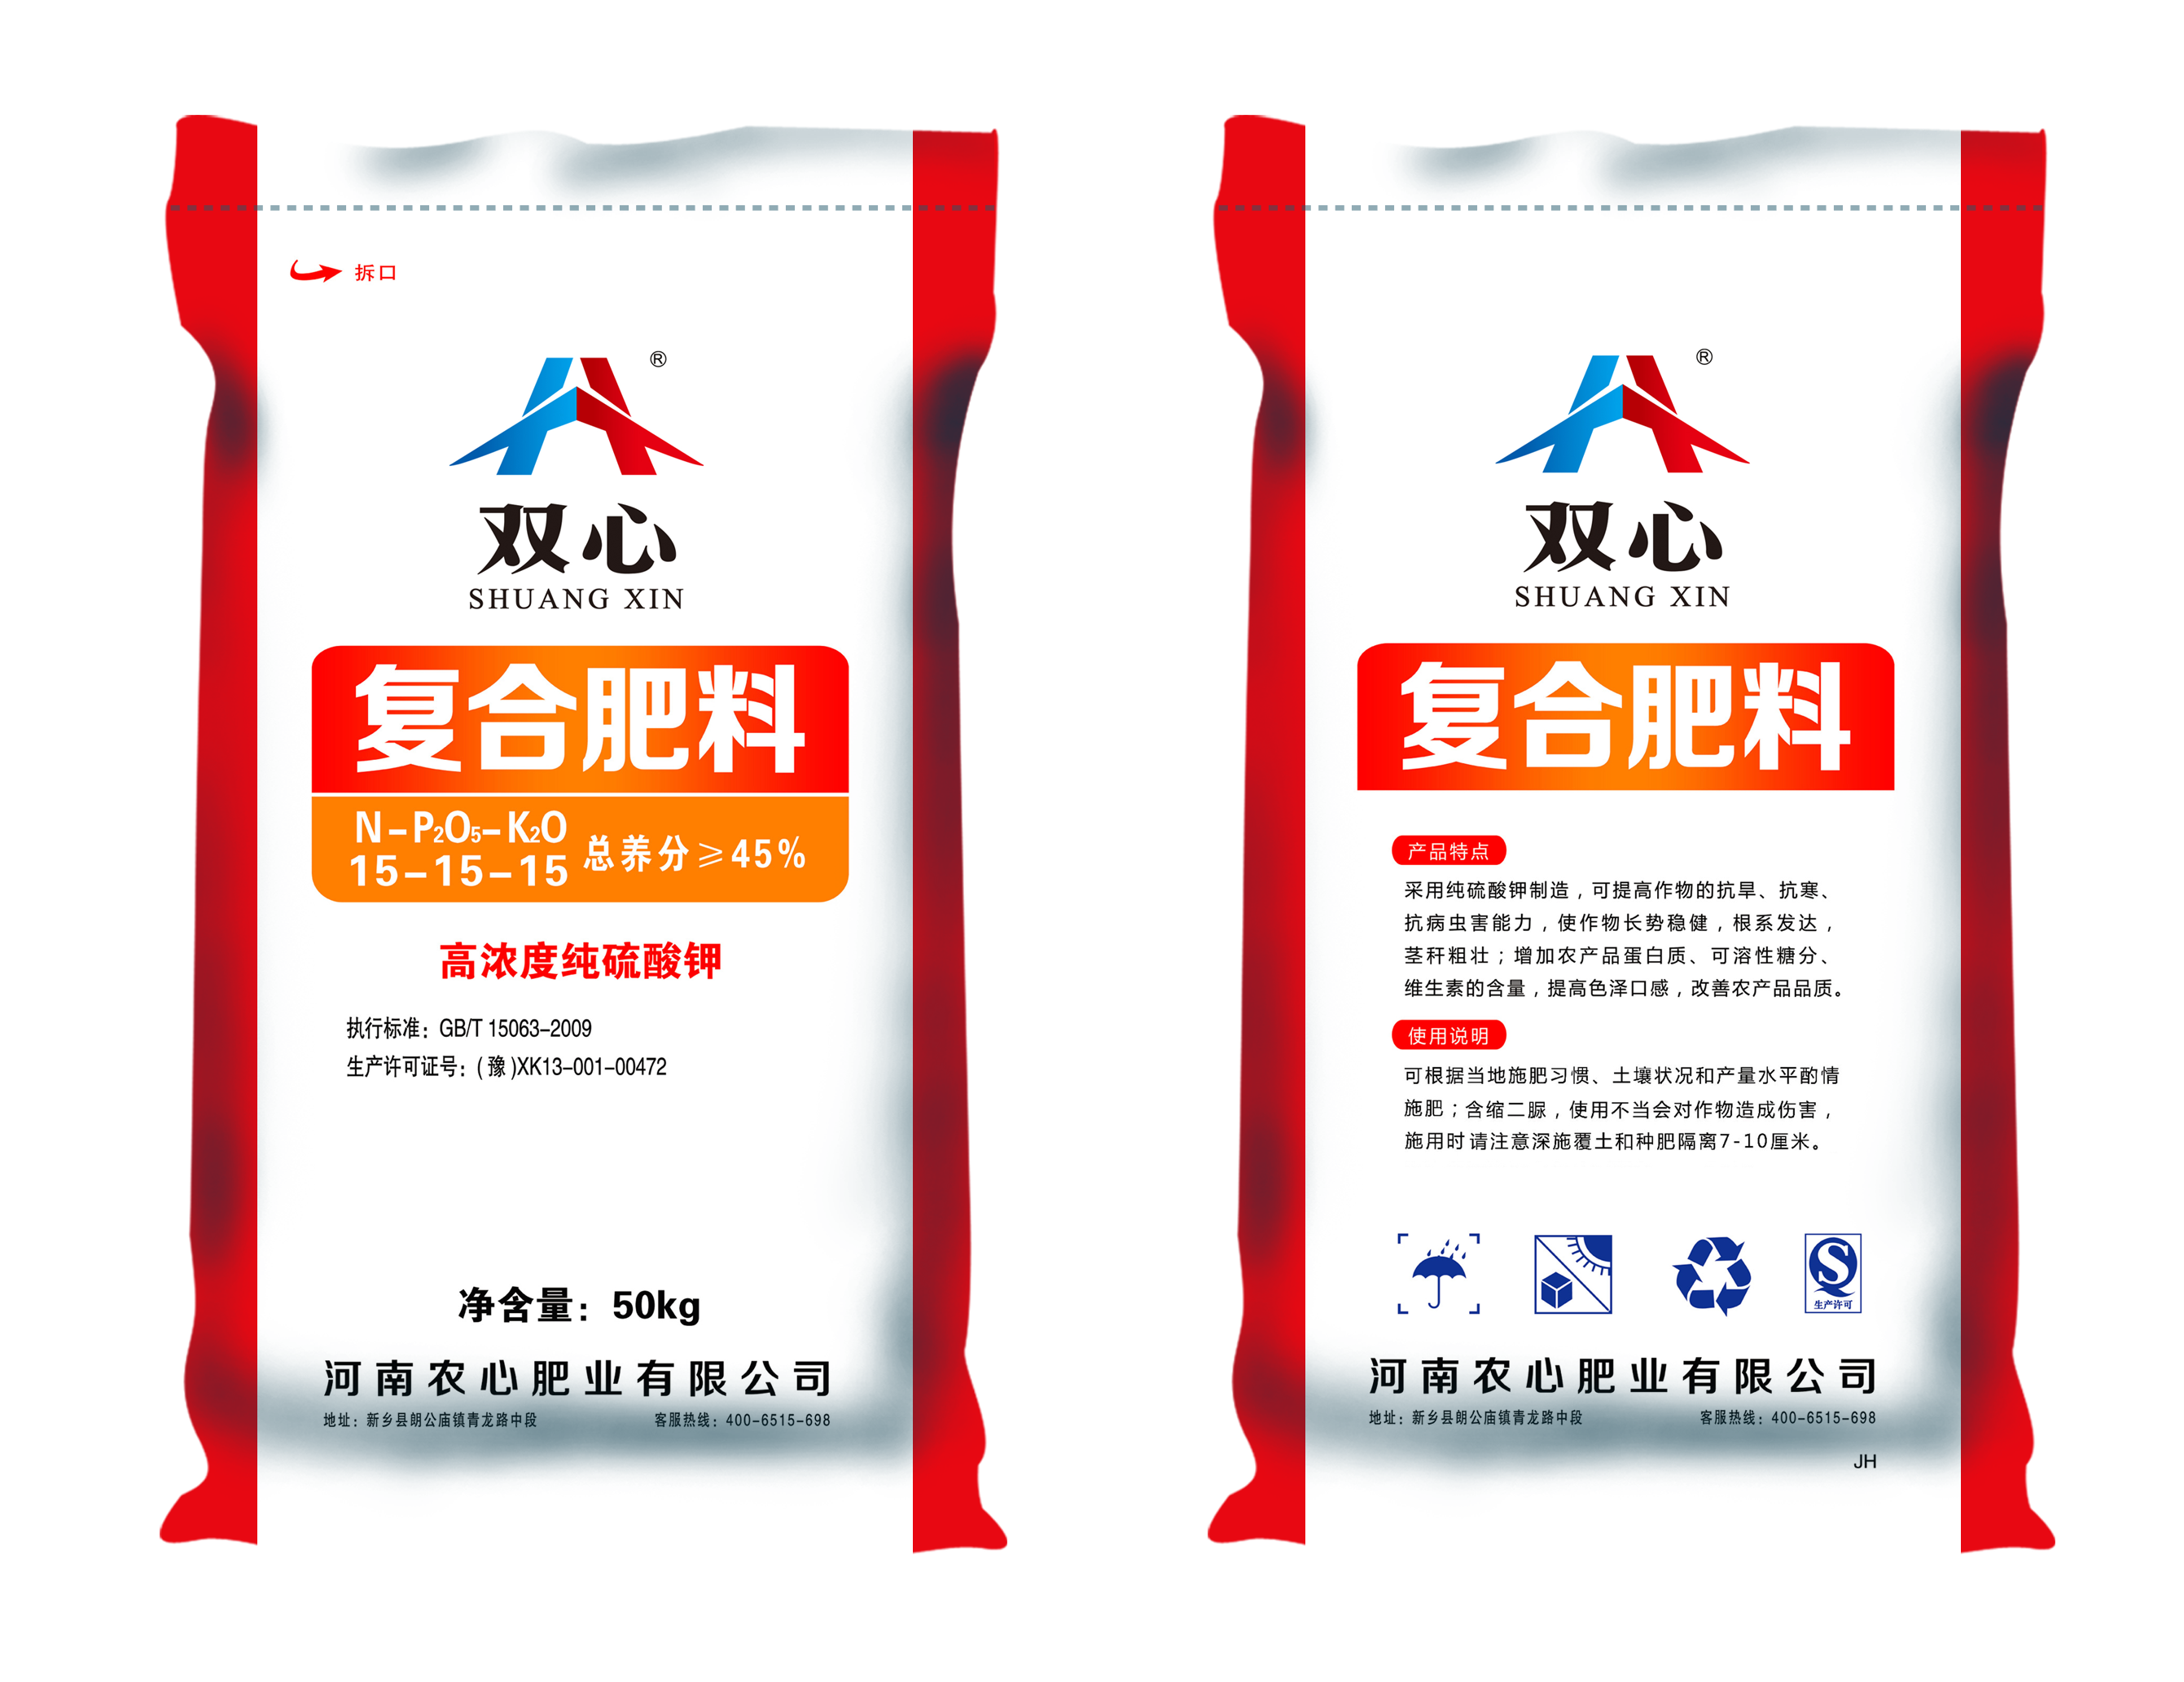 拆口
®
双心
SHUANG XIN
复合肥料
N-P₂O₅-K₂O
15-15-15
总养分≥45%
高浓度纯硫酸钾
执行标准：GB/T 15063-2009
生产许可证号：(豫)XK13-001-00472
净含量：50kg
河南农心肥业有限公司
地址：新乡县朗公庙镇青龙路中段 客服热线：400-6515-698
®
双心
SHUANG XIN
复合肥料
产品特点
采用纯硫酸钾制造，可提高作物的抗旱、抗寒、
抗病虫害能力，使作物长势稳健，根系发达，
茎秆粗壮；增加农产品蛋白质、可溶性糖分、
维生素的含量，提高色泽口感，改善农产品品质。
使用说明
可根据当地施肥习惯、土壤状况和产量水平酌情
施肥；含缩二脲，使用不当会对作物造成伤害，
施用时请注意深施覆土和种肥隔离7-10厘米。
S
生产许可
河南农心肥业有限公司
地址：新乡县朗公庙镇青龙路中段 客服热线：400-6515-698
JH